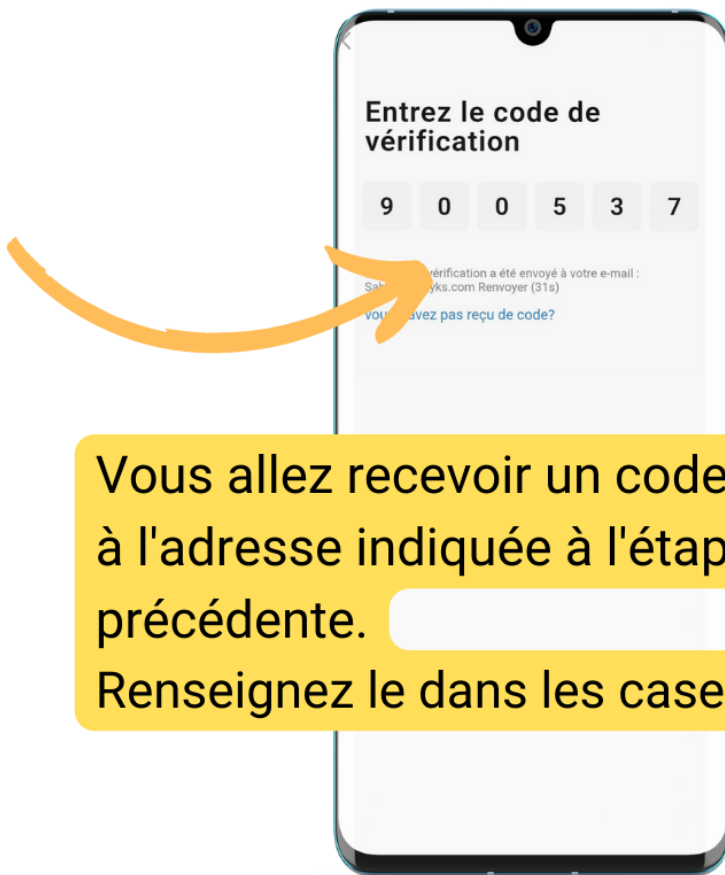 Entrez le code de
vérification
9 0 0 5 3 7
vérification a été envoyé à votre e-mail :
yks.com Renvoyer (31s)
avez pas reçu de code?
Vous allez recevoir un code
à l'adresse indiquée à l'étap
précédente.
Renseignez le dans les case